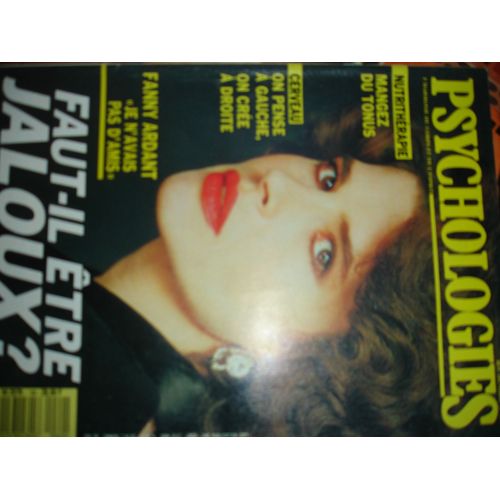 PSYCHOLOGIES
NUTRITHÉRAPIE
MANGEZ
DU TONUS
CERVEAU
ON PENSE
À GAUCHE,
ON CRÉE
À DROITE
FANNY ARDANT
«JE N'AVAIS
PAS D'AMIS»
FAUT-IL ÊTRE
JALOUX ?